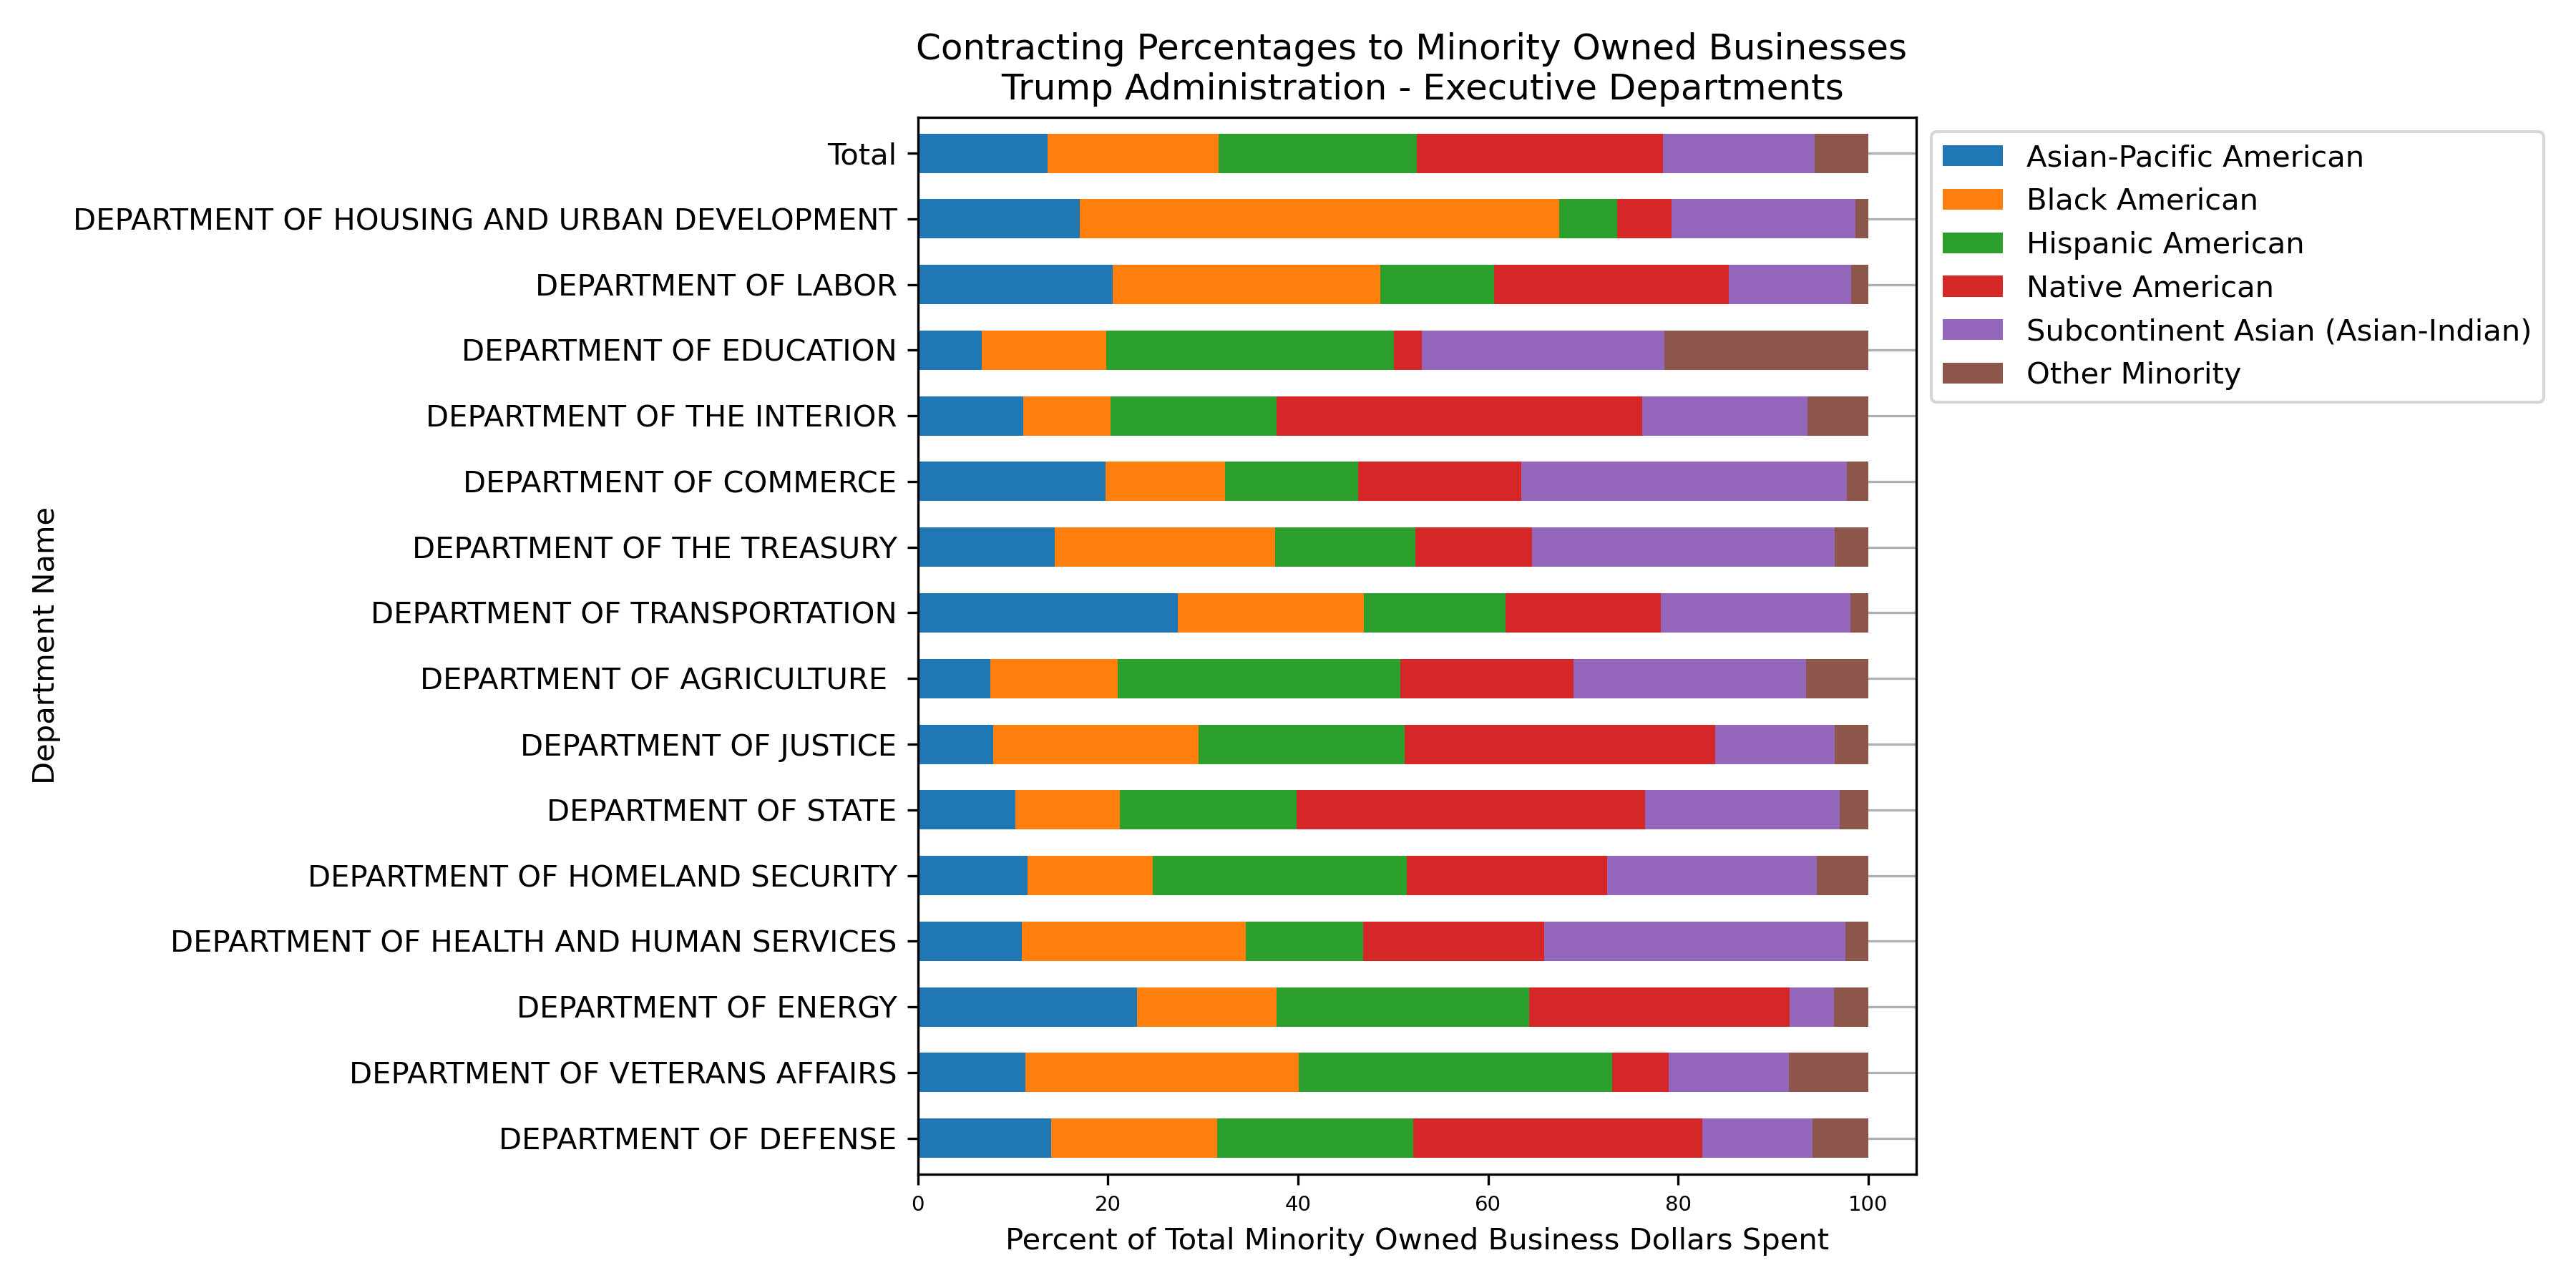 Contracting Percentages to Minority Owned Businesses
Trump Administration - Executive Departments
Total
DEPARTMENT OF HOUSING AND URBAN DEVELOPMENT
DEPARTMENT OF LABOR
DEPARTMENT OF EDUCATION
DEPARTMENT OF THE INTERIOR
DEPARTMENT OF COMMERCE
DEPARTMENT OF THE TREASURY
DEPARTMENT OF TRANSPORTATION
DEPARTMENT OF AGRICULTURE
DEPARTMENT OF JUSTICE
DEPARTMENT OF STATE
DEPARTMENT OF HOMELAND SECURITY
DEPARTMENT OF HEALTH AND HUMAN SERVICES
DEPARTMENT OF ENERGY
DEPARTMENT OF VETERANS AFFAIRS
DEPARTMENT OF DEFENSE
Department Name
0 20 40 60 80 100
Percent of Total Minority Owned Business Dollars Spent
Asian-Pacific American
Black American
Hispanic American
Native American
Subcontinent Asian (Asian-Indian)
Other Minority